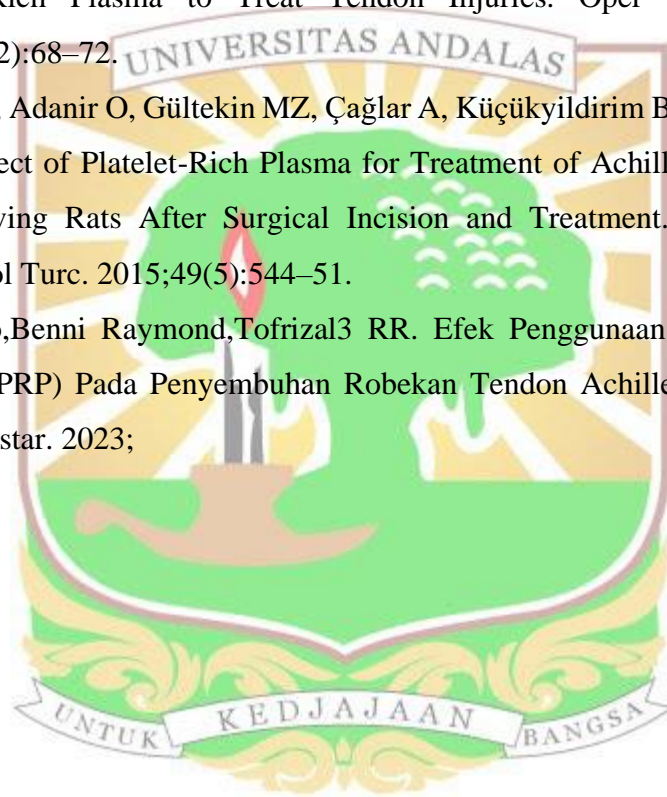 Rich Plasma to Treat Tendon Injuries. Oper
2):68–72.
UNIVERSITAS ANDALAS
, Adanir O, Gültekin MZ, Çağlar A, Küçükyildirim B
ect of Platelet-Rich Plasma for Treatment of Achill
ving Rats After Surgical Incision and Treatment.
ol Turc. 2015;49(5):544–51.
o,Benni Raymond,Tofrizal3 RR. Efek Penggunaan
PRP) Pada Penyembuhan Robekan Tendon Achille
star. 2023;
UNTUK KEDJAJAAN BANGSA